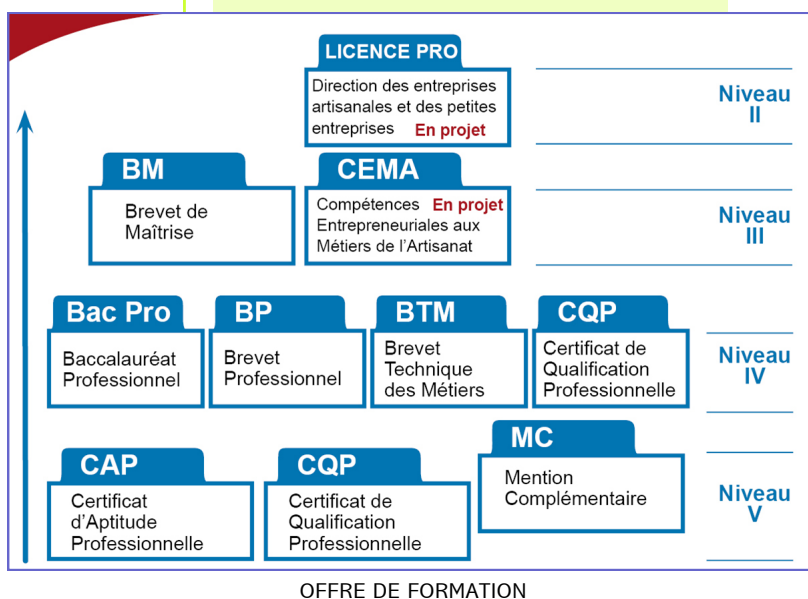 LICENCE PRO
Direction des entreprises
artisanales et des petites
entreprises En projet
Niveau
II
BM
Brevet de
Maîtrise
CEMA
Compétences En projet
Entrepreneuriales aux
Métiers de l’Artisanat
Niveau
III
Bac Pro
Baccalauréat
Professionnel
BP
Brevet
Professionnel
BTM
Brevet
Technique
des Métiers
CQP
Certificat de
Qualification
Professionnelle
Niveau
IV
CAP
Certificat
d’Aptitude
Professionnelle
CQP
Certificat de
Qualification
Professionnelle
MC
Mention
Complémentaire
Niveau
V
OFFRE DE FORMATION